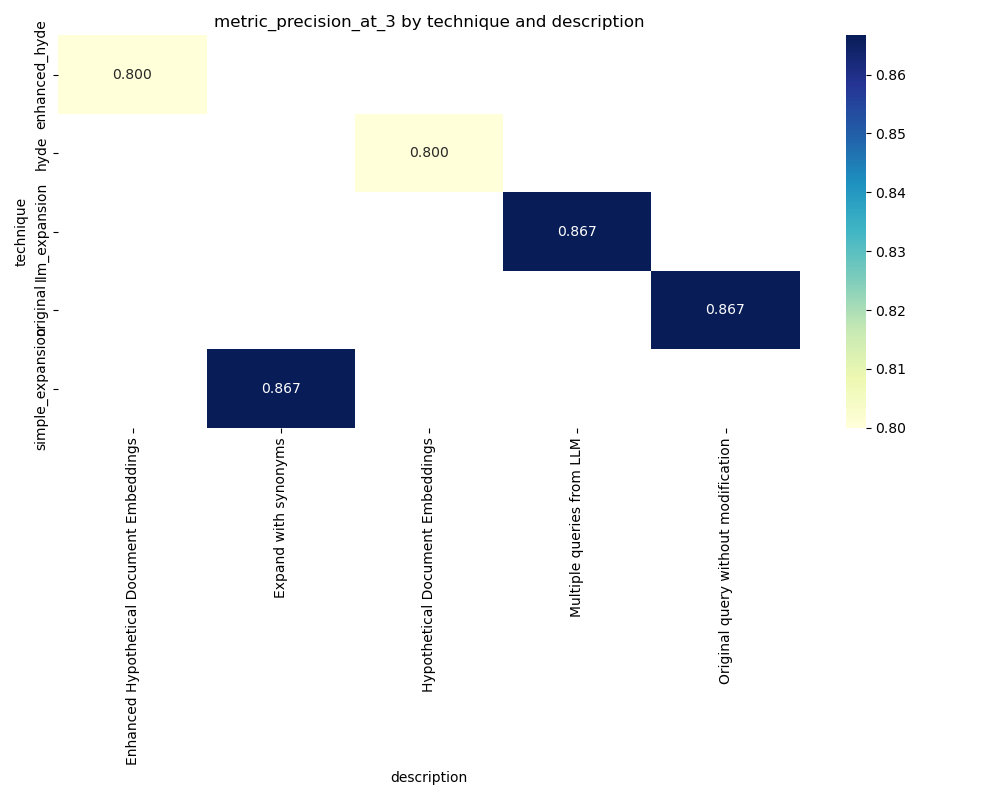 metric_precision_at_3 by technique and description
technique
enhanced_hyde
hyde
llm_expansion
original
simple_expansion
0.800
0.800
0.867
0.867
0.867
Enhanced Hypothetical Document Embeddings
Expand with synonyms
Hypothetical Document Embeddings
Multiple queries from LLM
Original query without modification
description
0.86
0.85
0.84
0.83
0.82
0.81
0.80